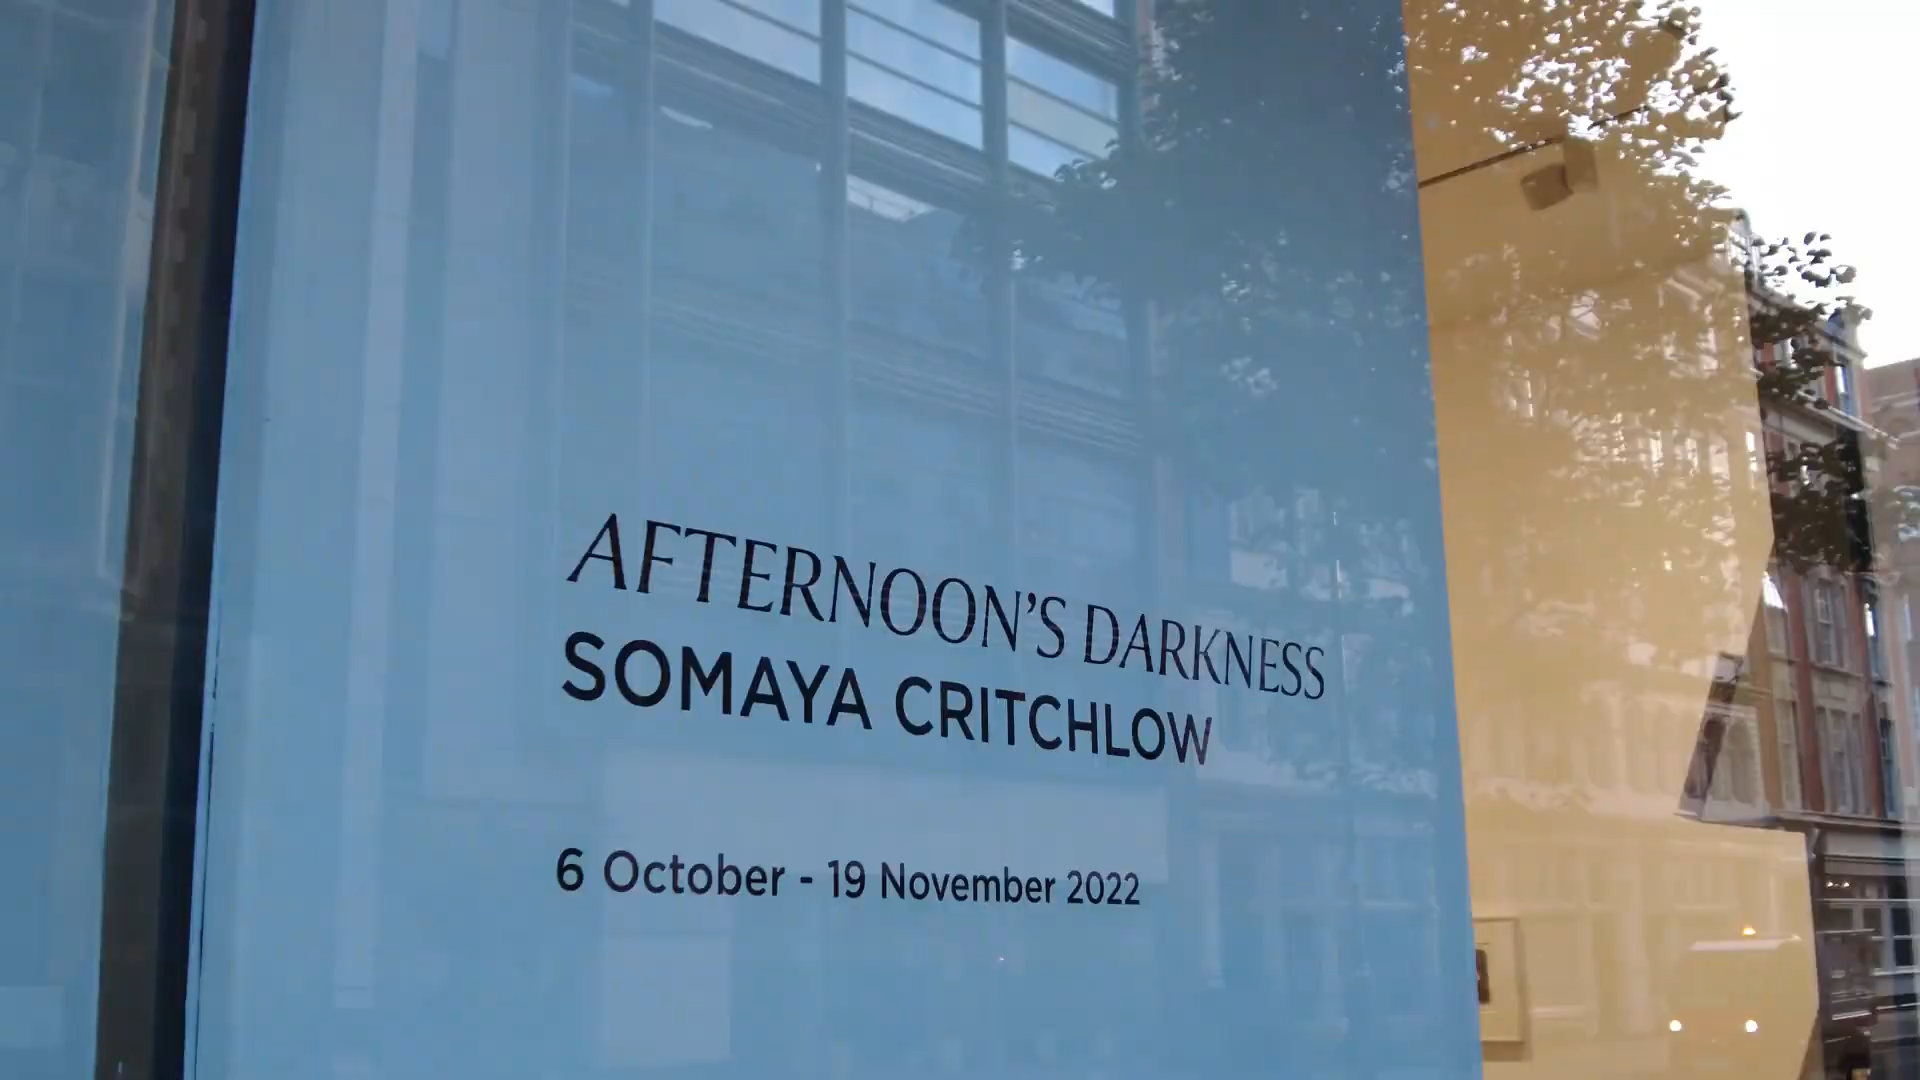 AFTERNOON'S DARKNESS
SOMAYA CRITCHLOW
6 October - 19 November 2022